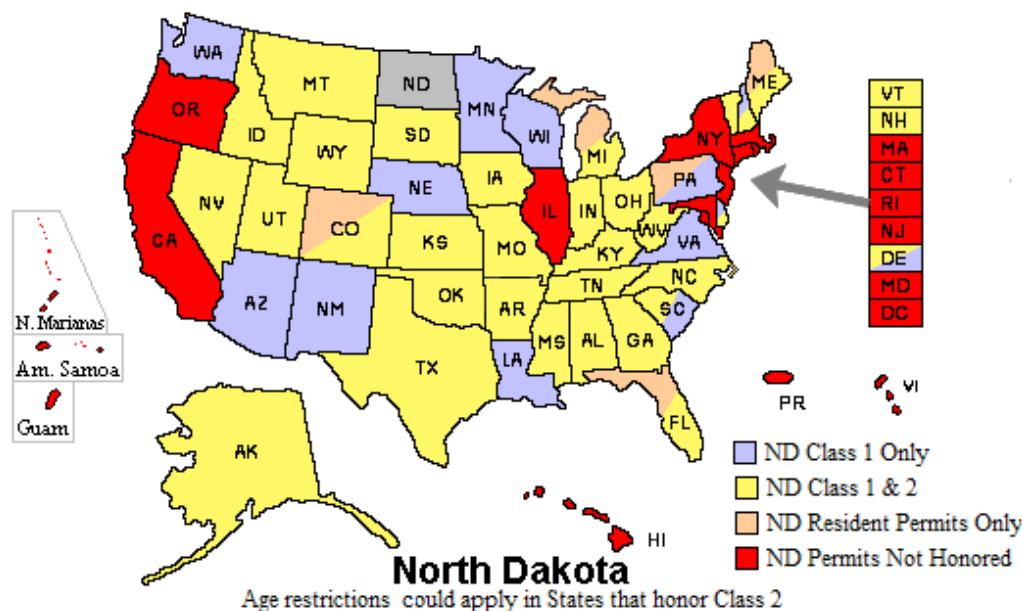 WA
MT
ND
MN
OR
ID
SD
WI
WY
MI
NY
ME
VT
NH
MA
CT
RI
NJ
DE
MD
DC
NV
UT
CO
NE
IA
IL
IN
OH
PA
WV
VA
KS
MO
KY
CA
AZ
NM
OK
AR
TN
NC
SC
TX
LA
MS
AL
GA
FL
N. Marianas
Am. Samoa
Guam
AK
HI
PR
VI
ND Class 1 Only
ND Class 1 & 2
ND Resident Permits Only
ND Permits Not Honored
North Dakota
Age restrictions could apply in States that honor Class 2